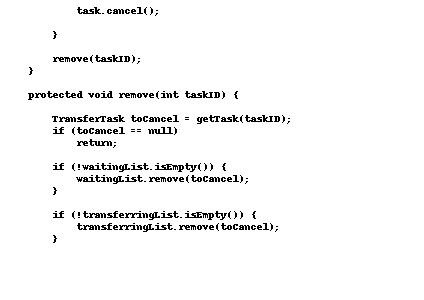 task.cancel();
}
remove(taskID);
}
protected void remove(int taskID) {
TransferTask toCancel = getTask(taskID);
if (toCancel == null)
return;
if (!waitingList.isEmpty()) {
waitingList.remove(toCancel);
}
if (!transferringList.isEmpty()) {
transferringList.remove(toCancel);
}